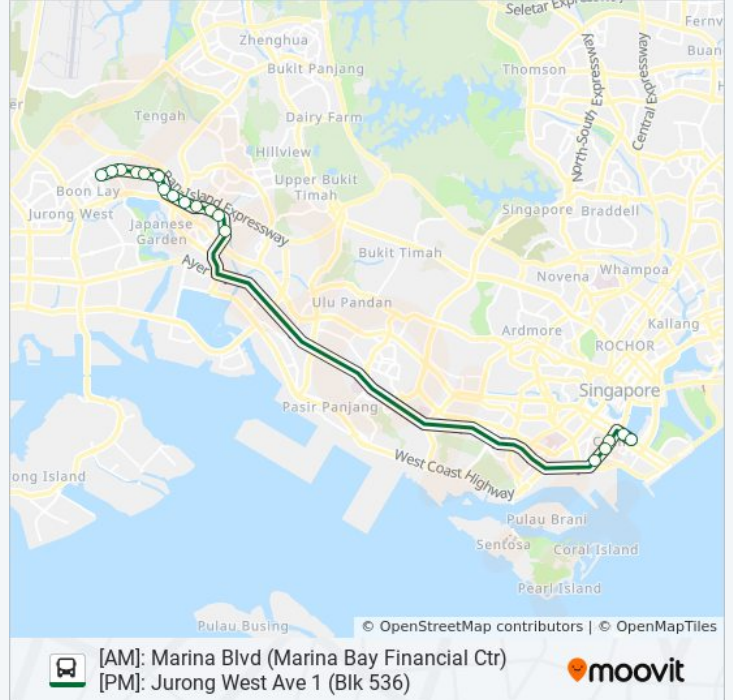 Seletar Expres
Fernv
Zhenghua
Bukit Panjang
Thomson
Buan
North-South Expressway
Central Expressway
Tengah
Dairy Farm
Hillview
Pan-Island Expressway
Upper Bukit
Timah
Boon Lay
Jurong West
Singapore
Braddell
Japanese
Garden
Bukit Timah
Ayer
Novena
Whampoa
Ulu Pandan
Kallang
Ardmore
ROCHOR
Singapore
Pasir Panjang
West Coast Highway
ong Island
Pulau Brani
Sentosa
Coral Island
Pearl Island
Pulau Busing
© OpenStreetMap contributors | © OpenMapTiles
[AM]: Marina Blvd (Marina Bay Financial Ctr)
[PM]: Jurong West Ave 1 (Blk 536)
moovit